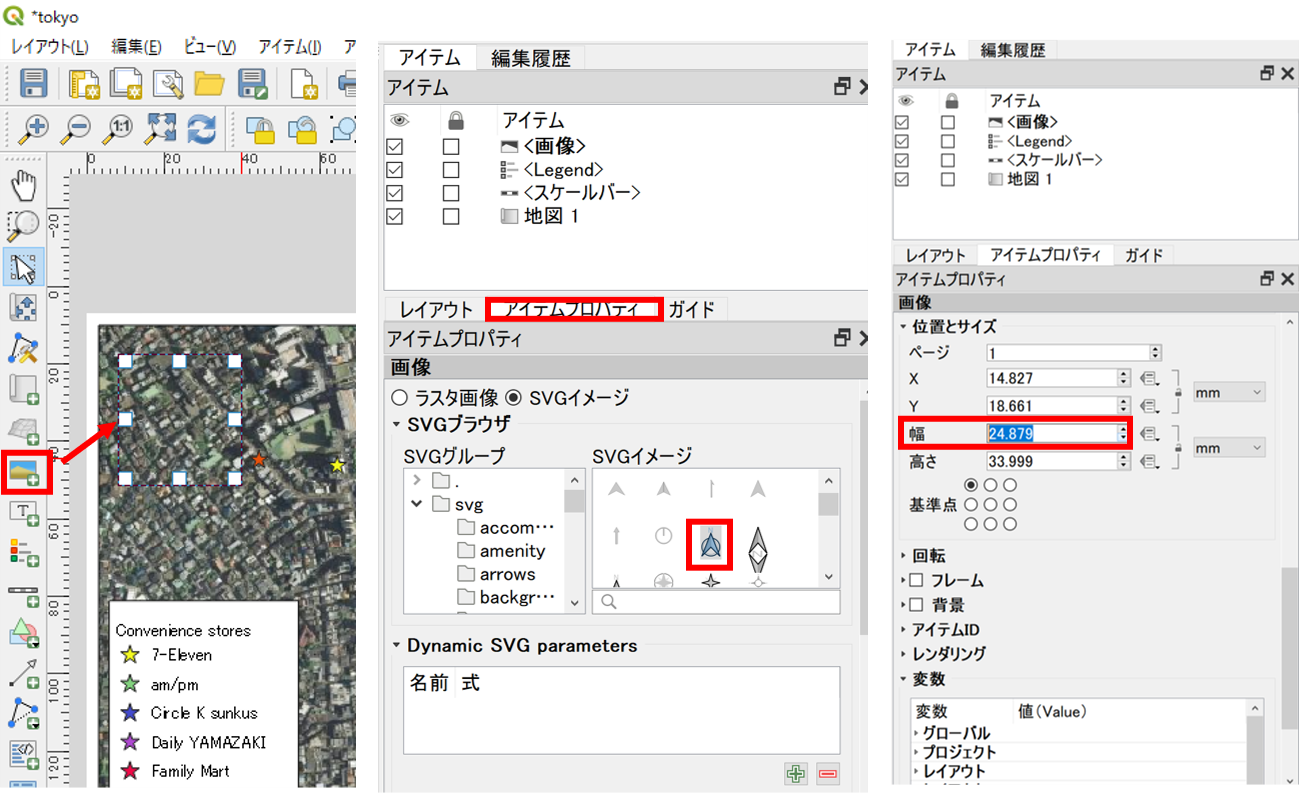 *tokyo
レイアウト(L) 編集(E) ビュー(V) アイテム(I) ア
1:1
0 20 40 60
-20
0
20
40
60
80
100
120
Convenience stores
7-Eleven
am/pm
Circle K sunkus
Daily YAMAZAKI
Family Mart
アイテム 編集履歴
アイテム
アイテム
<画像>
<Legend>
<スケールバー>
地図 1
レイアウト アイテムプロパティ ガイド
アイテムプロパティ
画像
ラスタ画像 SVGイメージ
SVGブラウザ
SVGグループ SVGイメージ
.
svg
accom…
amenity
arrows
backgr…
Dynamic SVG parameters
名前 式
アイテム 編集履歴
アイテム
アイテム
<画像>
<Legend>
<スケールバー>
地図 1
レイアウト アイテムプロパティ ガイド
アイテムプロパティ
画像
位置とサイズ
ページ 1
X 14.827
mm
Y 18.661
幅 24.879
mm
高さ 33.999
基準点
回転
フレーム
背景
アイテムID
レンダリング
変数
変数 値(Value)
グローバル
プロジェクト
レイアウト